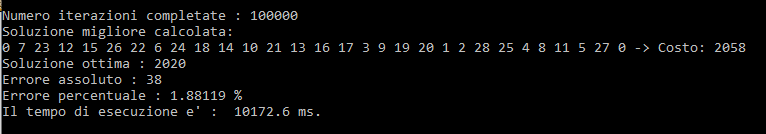 Numero iterazioni completate : 100000
Soluzione migliore calcolata:
0 7 23 12 15 26 22 6 24 18 14 10 21 13 16 17 3 9 19 20 1 2 28 25 4 8 11 5 27 0 -> Costo: 2058
Soluzione ottima : 2020
Errore assoluto : 38
Errore percentuale : 1.88119 %
Il tempo di esecuzione e' :  10172.6 ms.